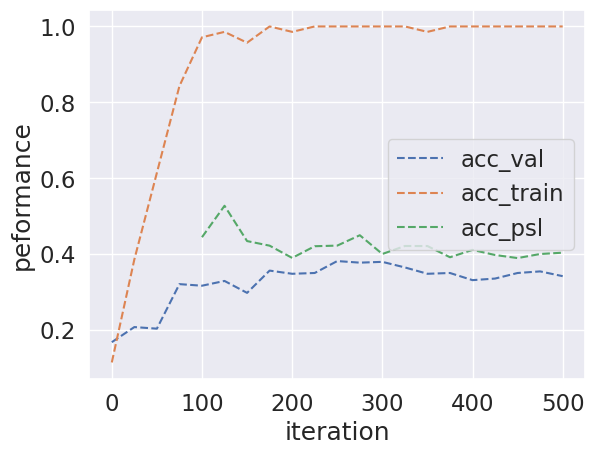 1.0
0.8
0.6
0.4
0.2
peformance
acc_val
acc_train
acc_psl
0 100 200 300 400 500
iteration